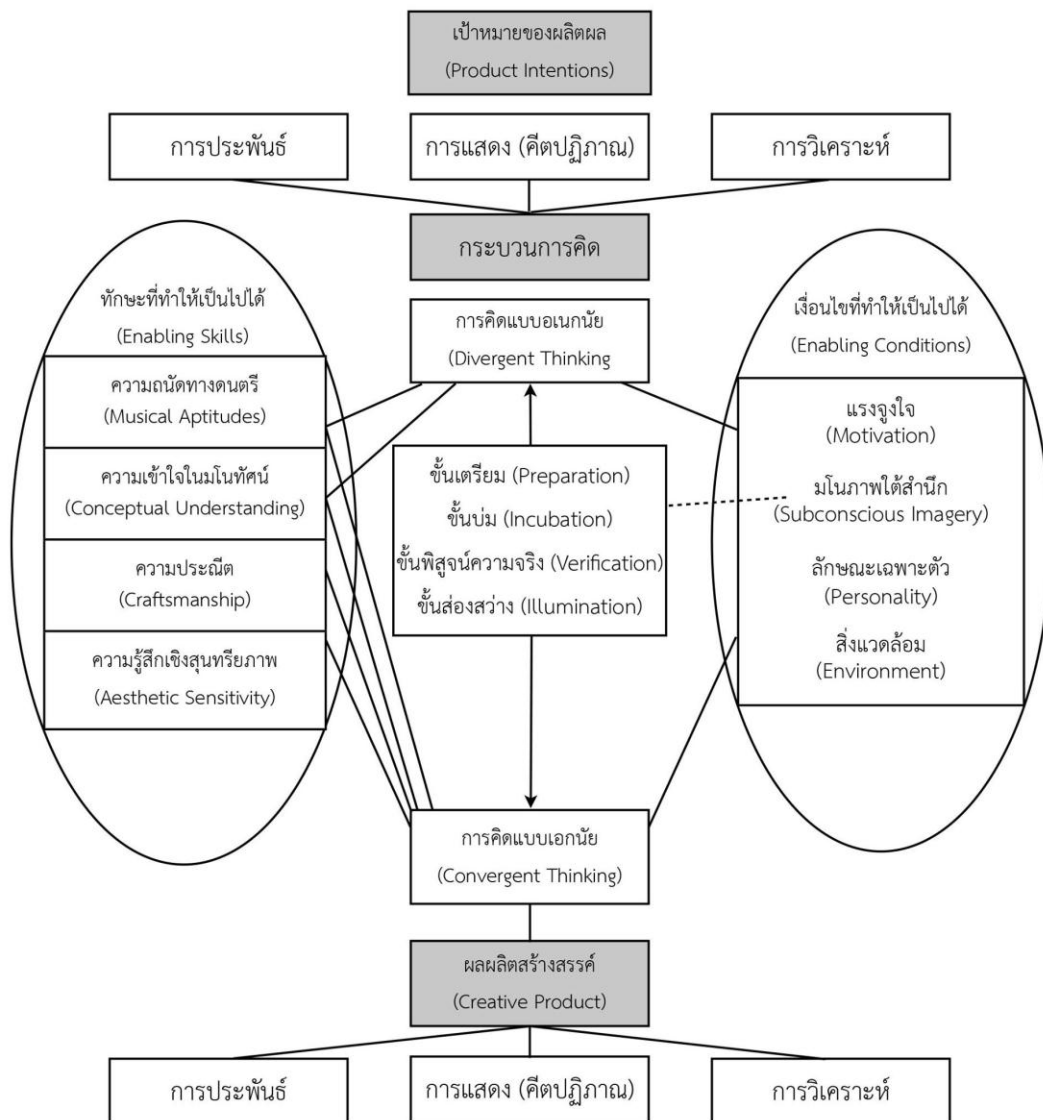 เป้าหมายของผลิตผล
(Product Intentions)
การประพันธ์
การแสดง (คีตปฏิภาณ)
การวิเคราะห์
กระบวนการคิด
ทักษะที่ทำให้เป็นไปได้
(Enabling Skills)
ความถนัดทางดนตรี
(Musical Aptitudes)
ความเข้าใจในมโนทัศน์
(Conceptual Understanding)
ความประณีต
(Craftsmanship)
ความรู้สึกเชิงสุนทรียภาพ
(Aesthetic Sensitivity)
การคิดแบบอเนกนัย
(Divergent Thinking
ขั้นเตรียม (Preparation)
ขั้นบ่ม (Incubation)
ขั้นพิสูจน์ความจริง (Verification)
ขั้นส่องสว่าง (Illumination)
การคิดแบบเอกนัย
(Convergent Thinking)
เงื่อนไขที่ทำให้เป็นไปได้
(Enabling Conditions)
แรงจูงใจ
(Motivation)
มโนภาพใต้สำนึก
(Subconscious Imagery)
ลักษณะเฉพาะตัว
(Personality)
สิ่งแวดล้อม
(Environment)
ผลผลิตสร้างสรรค์
(Creative Product)
การประพันธ์
การแสดง (คีตปฏิภาณ)
การวิเคราะห์